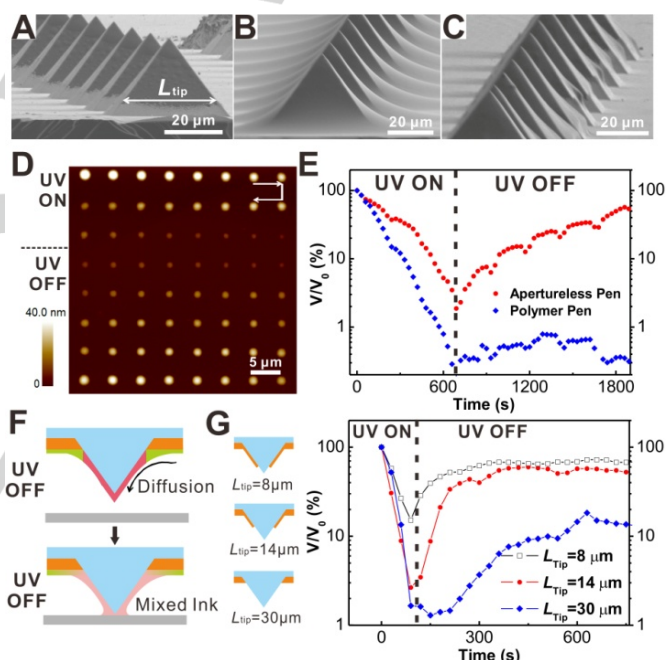 A
B
C
Ltip
20 μm
20 μm
20 μm
D
UV
ON
UV
OFF
40.0 nm
0
5 μm
E
UV ON
UV OFF
100
10
1
100
10
1
V/V0 (%)
Apertureless Pen
Polymer Pen
0 600 1200 1800
Time (s)
F
UV
OFF
Diffusion
UV
OFF
Mixed Ink
G
Ltip=8μm
Ltip=14μm
Ltip=30μm
UV ON
UV OFF
100
10
1
100
10
1
V/V0 (%)
LTip=8 μm
LTip=14 μm
LTip=30 μm
0 300 600
Time (s)